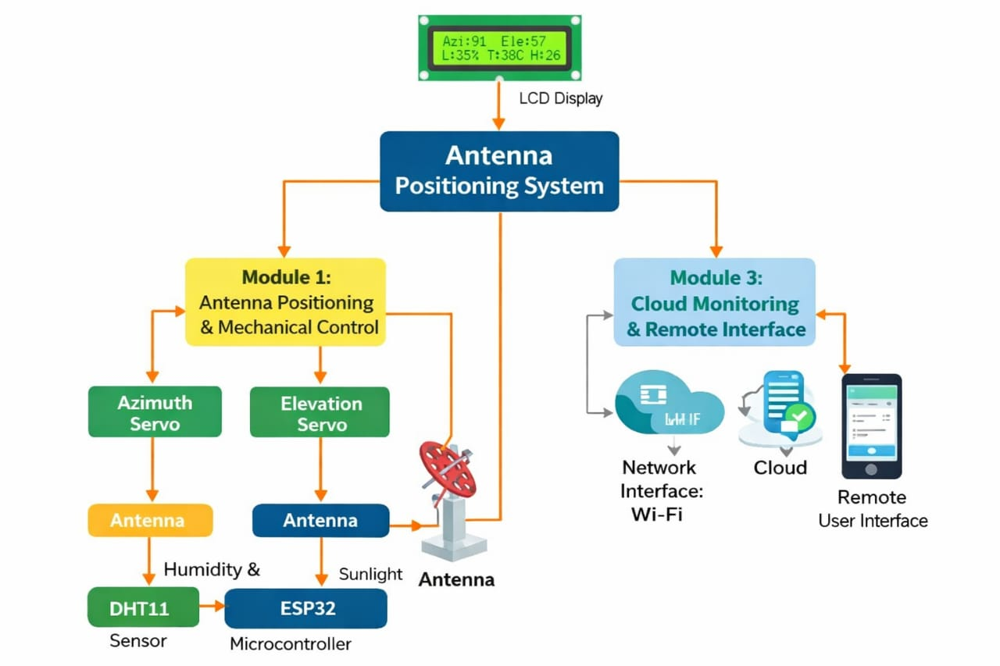 Azi:91 Ele:57
L:35% T:38C H:26
LCD Display
Antenna
Positioning System
Module 1:
Antenna Positioning
& Mechanical Control
Module 3:
Cloud Monitoring
& Remote Interface
Azimuth
Servo
Elevation
Servo
Network
Interface:
Wi-Fi
Cloud
Remote
User Interface
Antenna
Antenna
Antenna
Humidity &
Sunlight
DHT11
Sensor
ESP32
Microcontroller